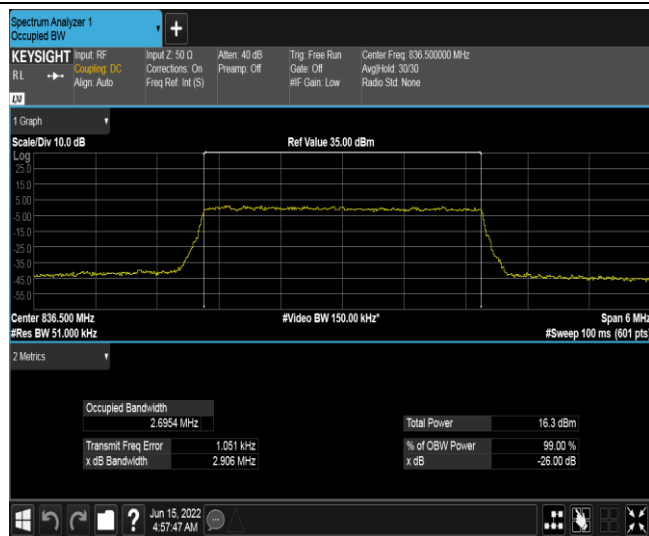 Spectrum Analyzer 1
Occupied BW
+
KEYSIGHT Input: RF Input Z: 50 Ω Atten: 40 dB Trig: Free Run Center Freq: 836.500000 MHz
RL Coupling: DC Corrections: On Preamp: Off Gate: Off Avg|Hold: 30/30
Align: Auto Freq Ref: Int (S) #IF Gain: Low Radio Std: None
LXI
1 Graph
Scale/Div 10.0 dB Ref Value 35.00 dBm
Log
25.0
15.0
5.00
-5.00
-15.0
-25.0
-35.0
-45.0
-55.0
Center 836.500 MHz #Video BW 150.00 kHz* Span 6 MHz
#Res BW 51.000 kHz #Sweep 100 ms (601 pts)
2 Metrics
Occupied Bandwidth
2.6954 MHz Total Power 16.3 dBm
Transmit Freq Error 1.051 kHz % of OBW Power 99.00 %
x dB Bandwidth 2.906 MHz x dB -26.00 dB
? Jun 15, 2022
4:57:47 AM